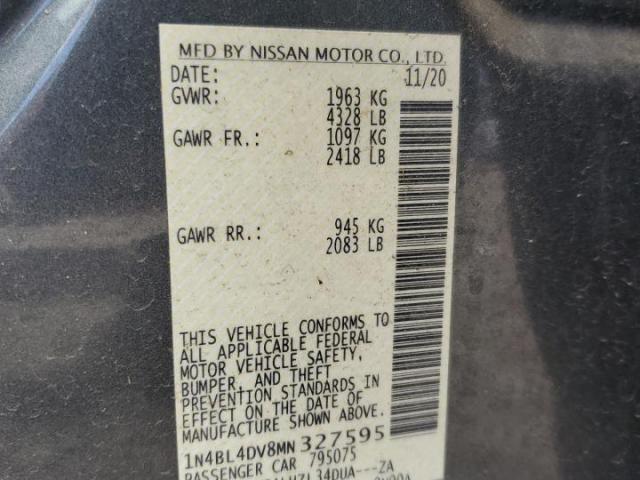 MFD BY NISSAN MOTOR CO., LTD.
DATE: 11/20
GVWR: 1963 KG
4328 LB
GAWR FR.: 1097 KG
2418 LB
GAWR RR.: 945 KG
2083 LB
THIS VEHICLE CONFORMS TO
ALL APPLICABLE FEDERAL
MOTOR VEHICLE SAFETY,
BUMPER, AND THEFT
PREVENTION STANDARDS IN
EFFECT ON THE DATE OF
MANUFACTURE SHOWN ABOVE.
1N4BL4DV8MN327595
PASSENGER CAR 795075